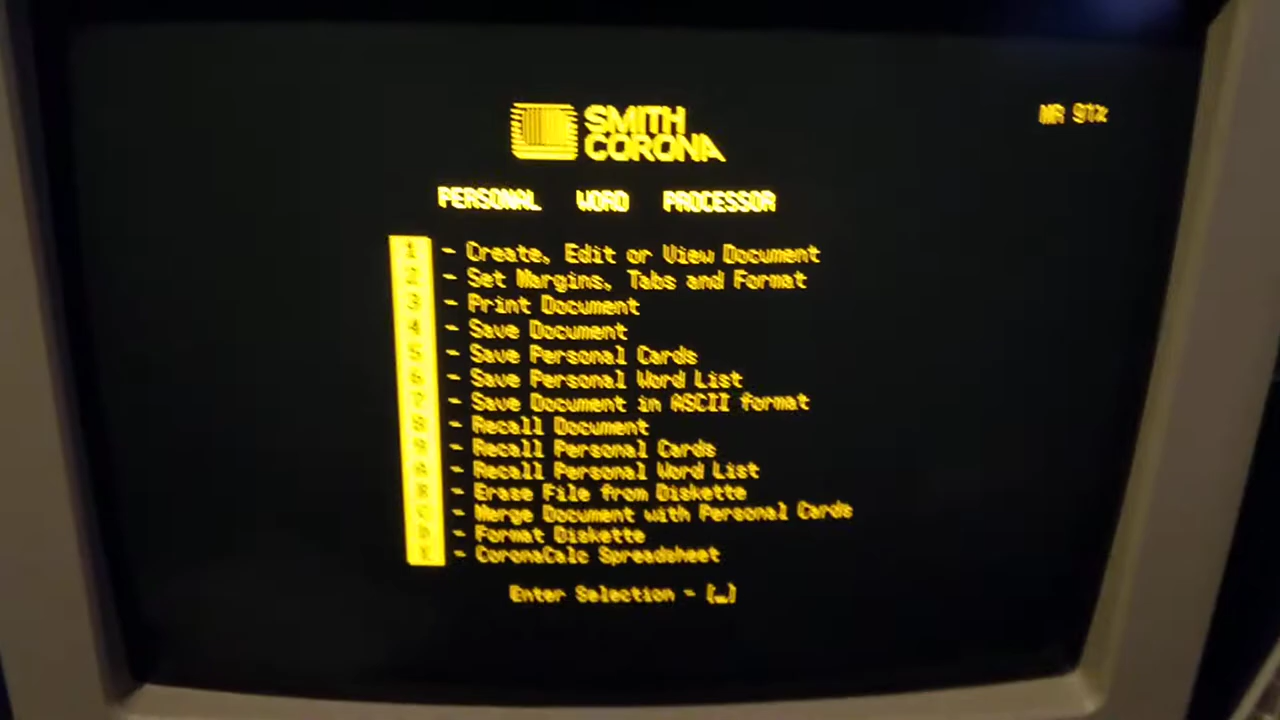 SMITH
CORONA
MR 97%
PERSONAL WORD PROCESSOR
1 - Create, Edit or View Document
2 - Set Margins, Tabs and Format
3 - Print Document
4 - Save Document
5 - Save Personal Cards
6 - Save Personal Word List
7 - Save Document in ASCII format
8 - Recall Document
9 - Recall Personal Cards
A - Recall Personal Word List
B - Erase File from Diskette
C - Merge Document with Personal Cards
D - Format Diskette
E - CoronaCalc Spreadsheet
Enter Selection - [_]